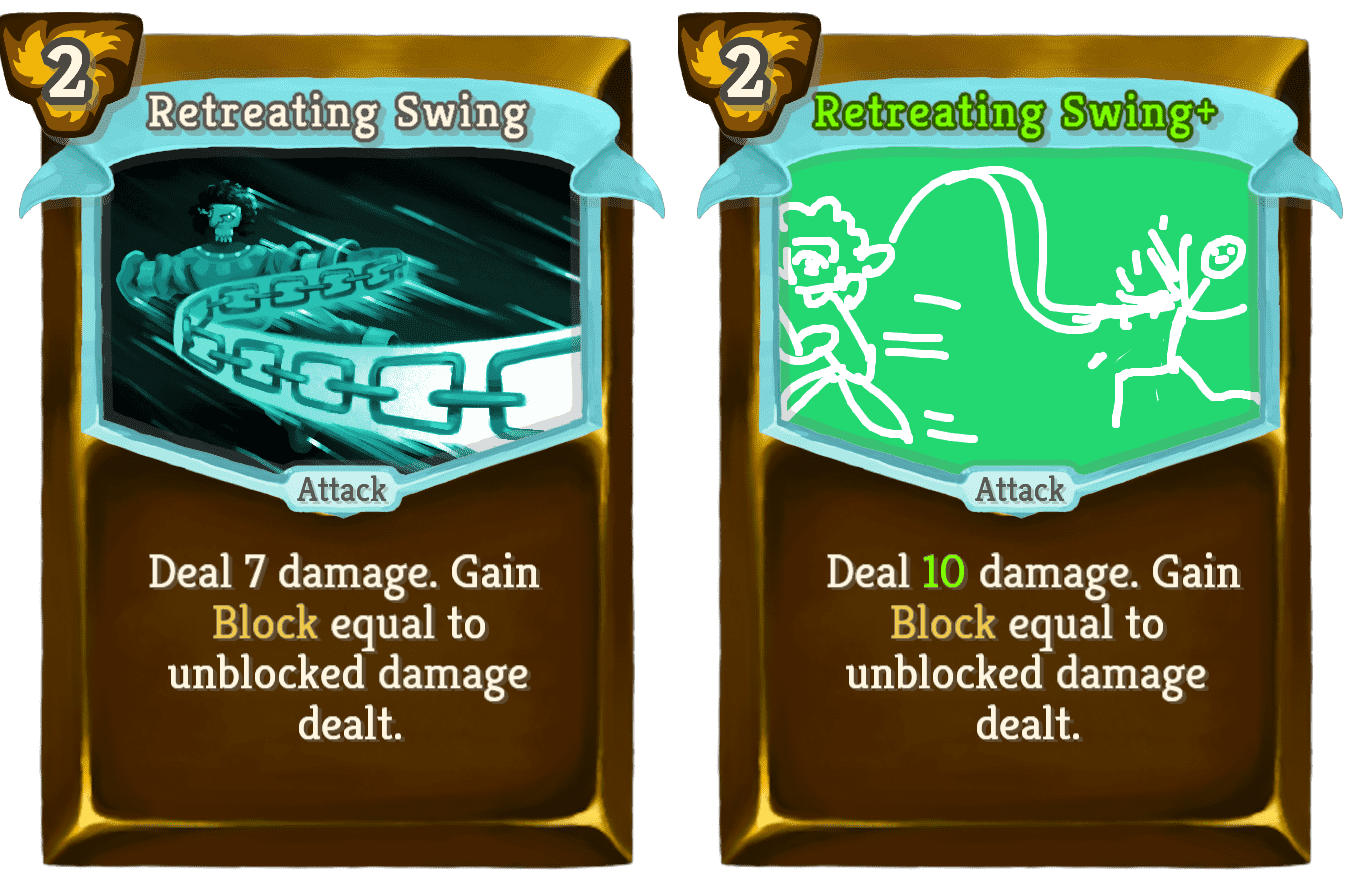 2
Retreating Swing
Attack
Deal 7 damage. Gain
Block equal to
unblocked damage
dealt.
2
Retreating Swing+
Attack
Deal 10 damage. Gain
Block equal to
unblocked damage
dealt.